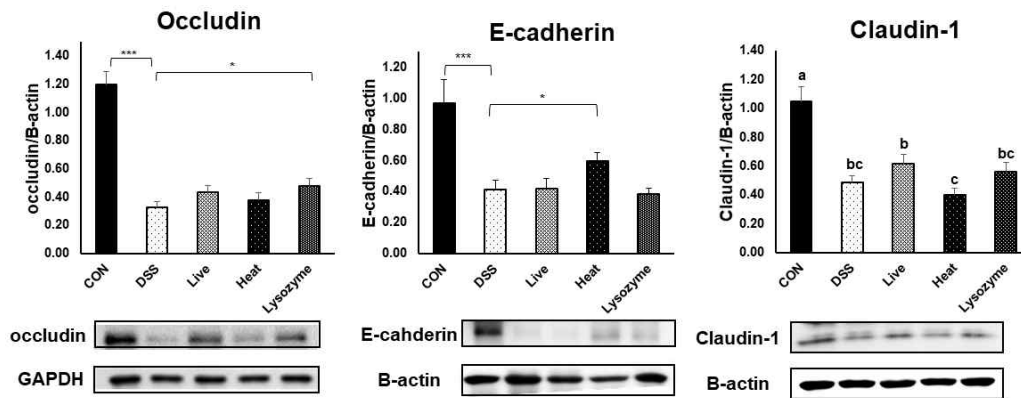 Occludin
***
*
occludin/B-actin
1.40
1.20
1.00
0.80
0.60
0.40
0.20
0.00
CON
DSS
Live
Heat
Lysozyme
occludin
GAPDH
E-cadherin
***
*
E-cadherin/B-actin
1.20
1.00
0.80
0.60
0.40
0.20
0.00
CON
DSS
Live
Heat
Lysozyme
E-cahderin
B-actin
Claudin-1
Claudin-1/B-actin
1.40
1.20
1.00
0.80
0.60
0.40
0.20
0.00
a
bc
b
c
bc
CON
DSS
Live
Heat
Lysozyme
Claudin-1
B-actin